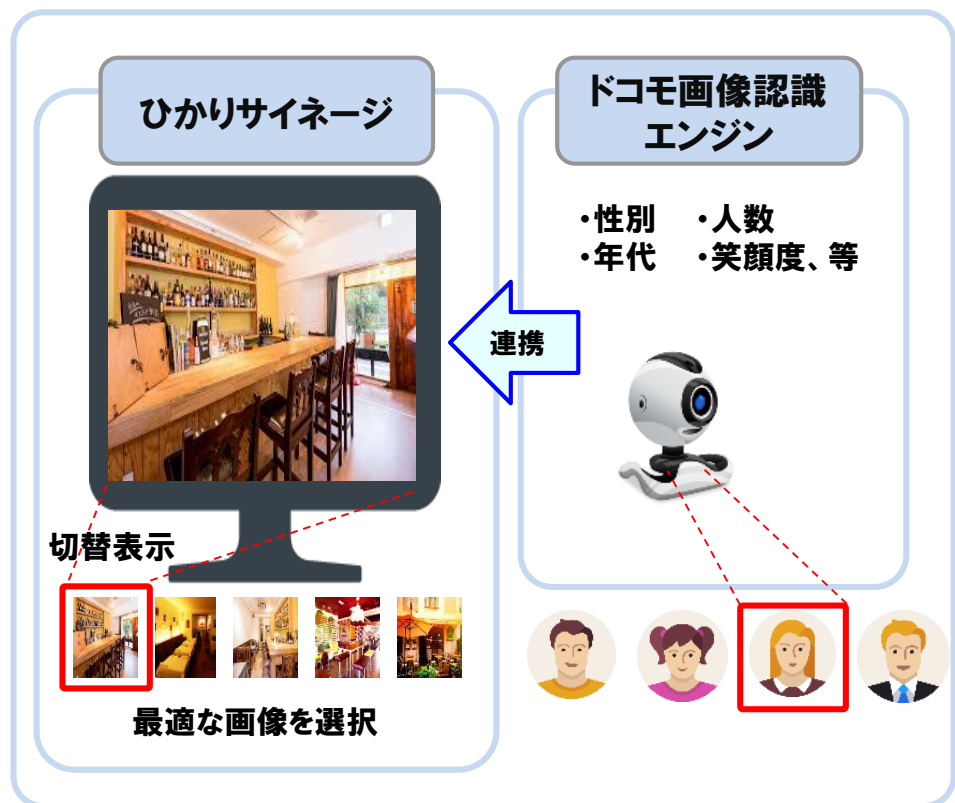 ひかりサイネージ
ドコモ画像認識
エンジン
・性別 ・人数
・年代 ・笑顔度、等
連携
切替表示
最適な画像を選択